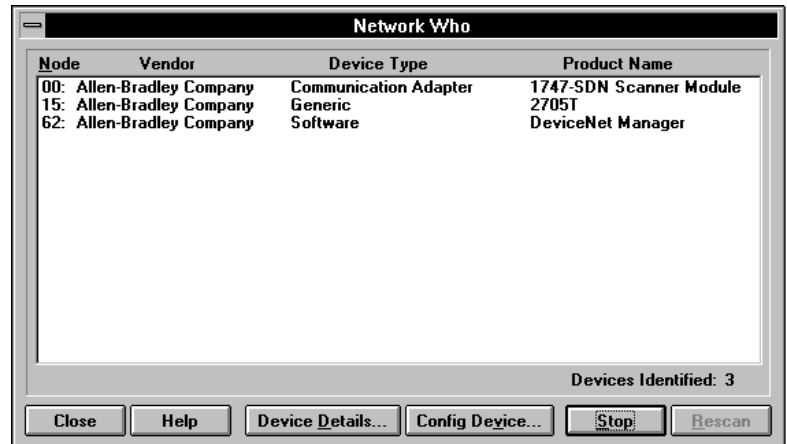 Network Who
Node Vendor Device Type Product Name
00: Allen-Bradley Company Communication Adapter 1747-SDN Scanner Module
15: Allen-Bradley Company Generic 2705T
62: Allen-Bradley Company Software DeviceNet Manager
Devices Identified: 3
Close Help Device Details... Config Device... Stop Rescan